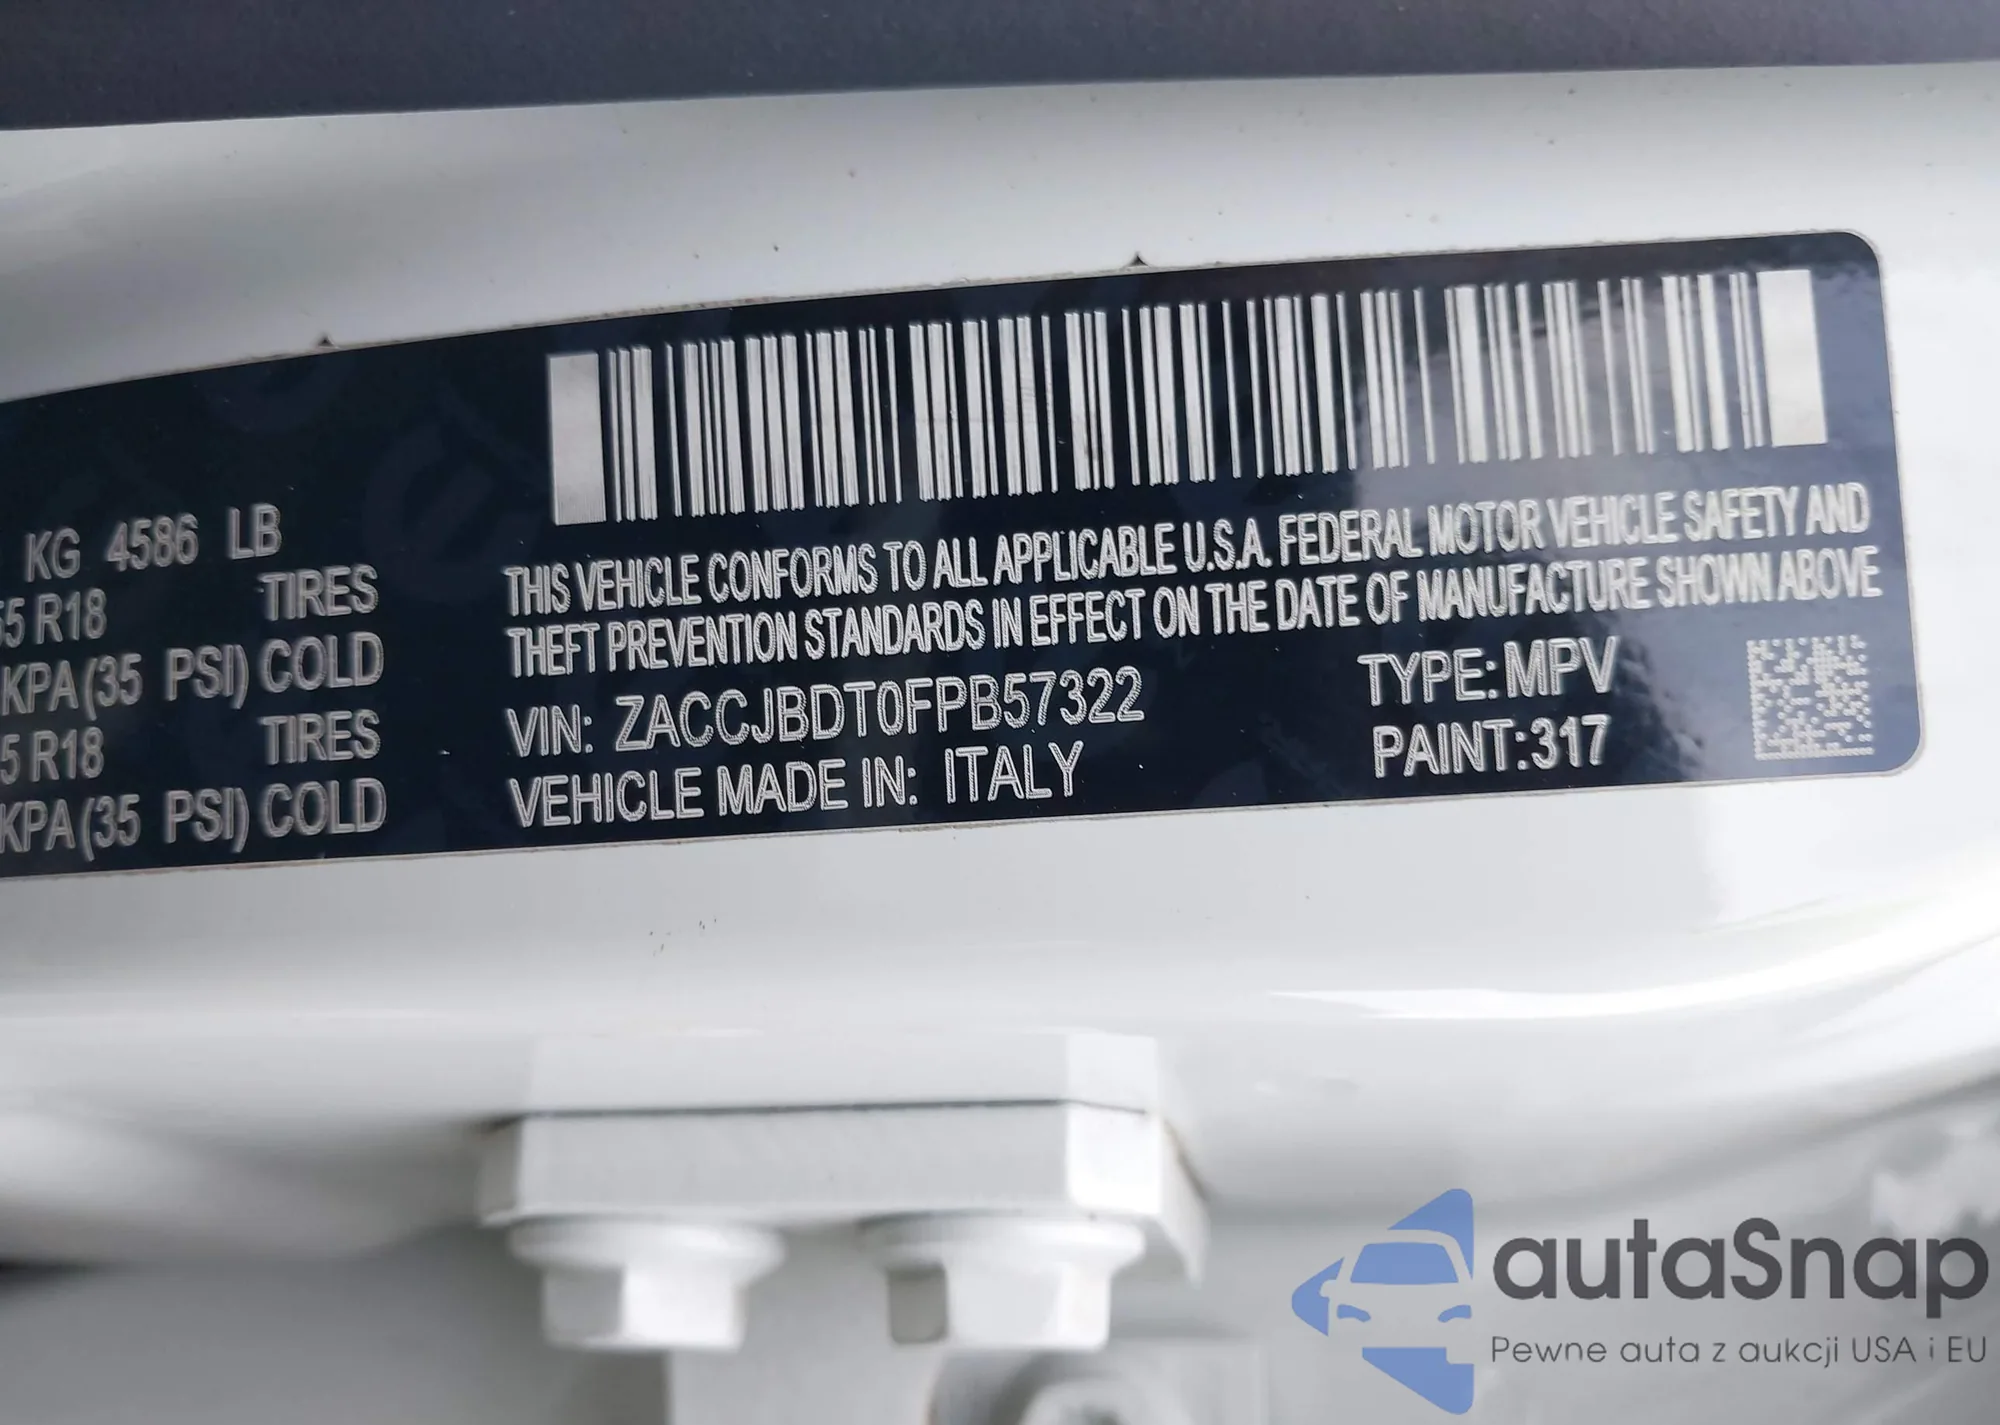 KG 4586 LB
55 R18 TIRES
KPA (35 PSI) COLD
5 R18 TIRES
KPA (35 PSI) COLD
THIS VEHICLE CONFORMS TO ALL APPLICABLE U.S.A. FEDERAL MOTOR VEHICLE SAFETY AND
THEFT PREVENTION STANDARDS IN EFFECT ON THE DATE OF MANUFACTURE SHOWN ABOVE
VIN: ZACCJBDT0FPB57322 TYPE: MPV
VEHICLE MADE IN: ITALY PAINT: 317
autaSnap
Pewne auta z aukcji USA i EU